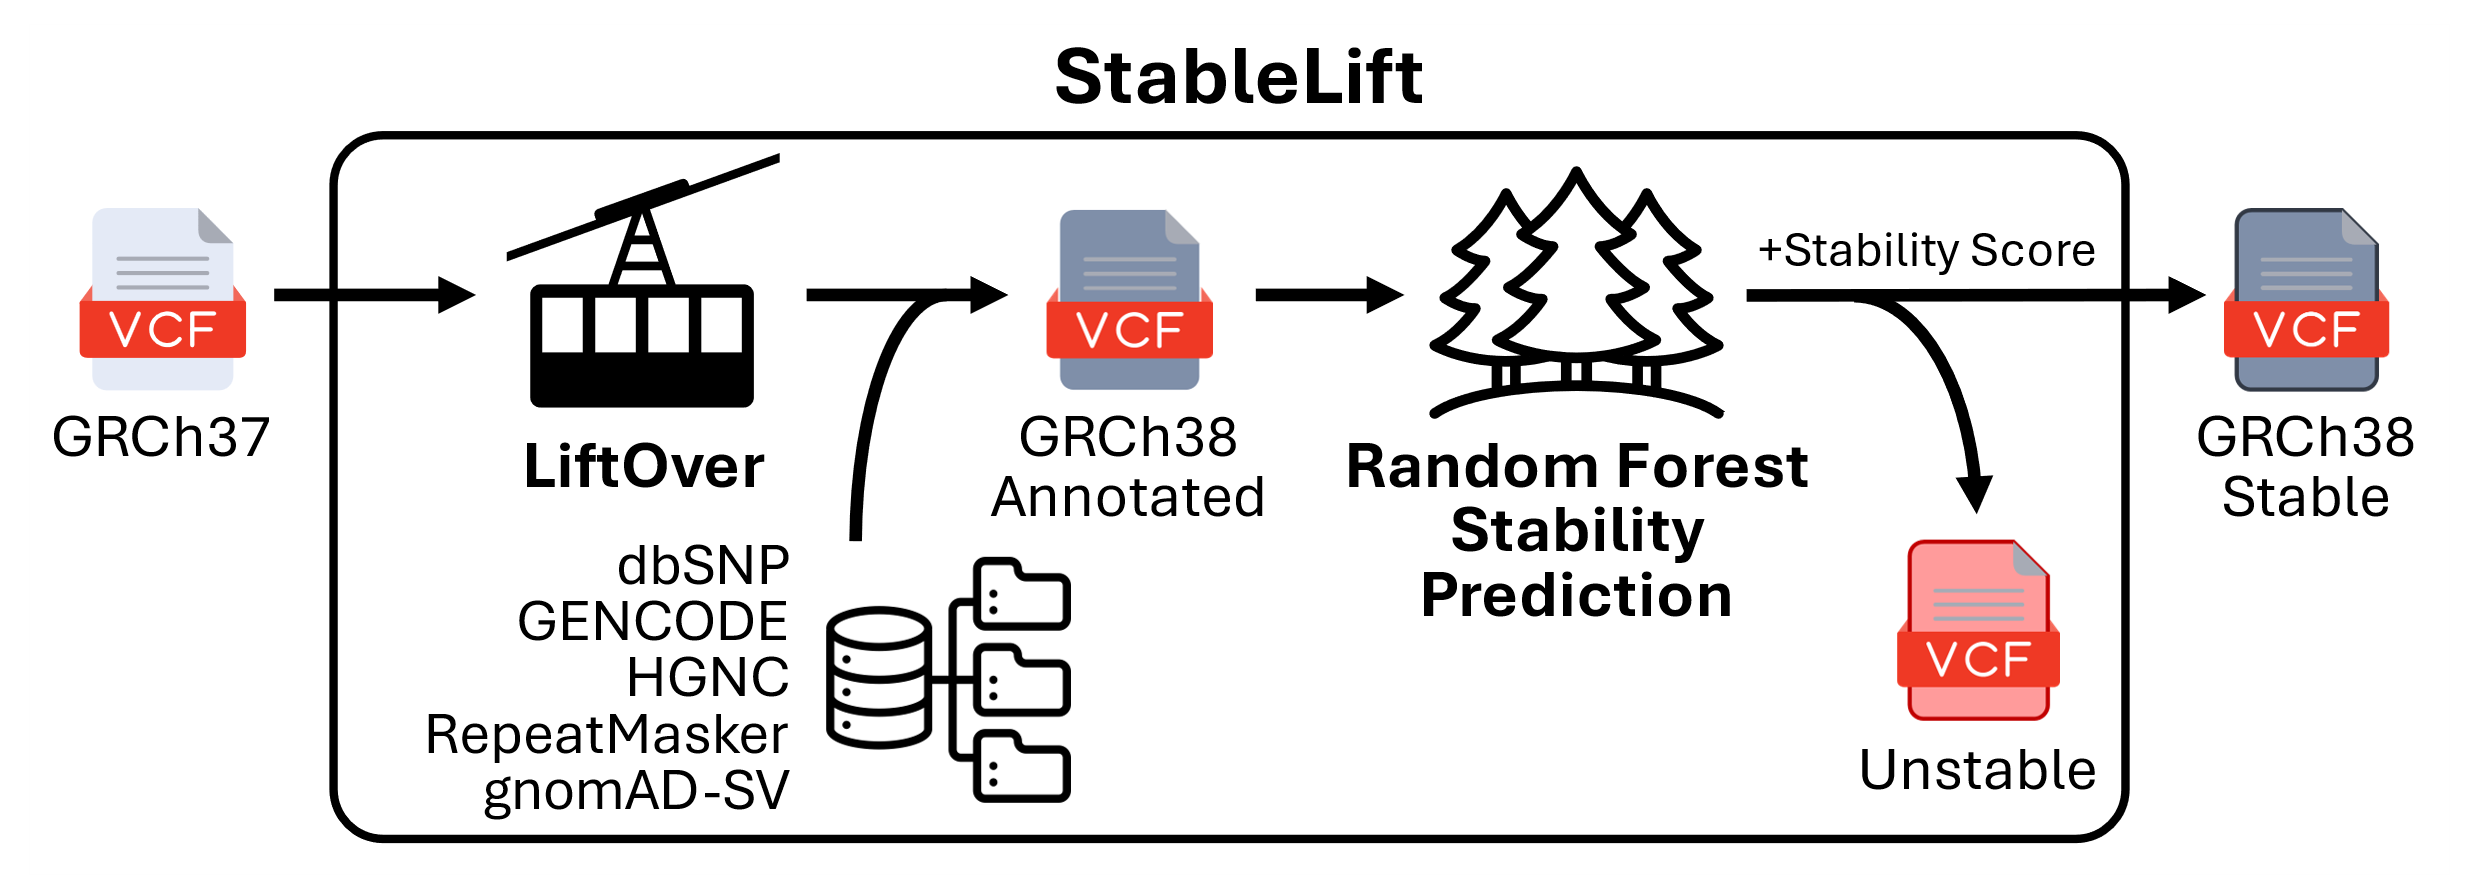 StableLift
VCF
GRCh37
LiftOver
dbSNP
GENCODE
HGNC
RepeatMasker
gnomAD-SV
VCF
GRCh38
Annotated
Random Forest
Stability
Prediction
+Stability Score
VCF
Unstable
VCF
GRCh38
Stable